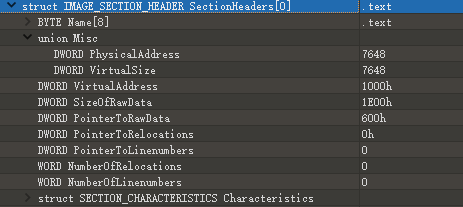 struct IMAGE_SECTION_HEADER SectionHeaders[0] .text
BYTE Name[8] .text
union Misc
DWORD PhysicalAddress 7648
DWORD VirtualSize 7648
DWORD VirtualAddress 1000h
DWORD SizeOfRawData 1E00h
DWORD PointerToRawData 600h
DWORD PointerToRelocations 0h
DWORD PointerToLinenumbers 0
WORD NumberOfRelocations 0
WORD NumberOfLinenumbers 0
struct SECTION_CHARACTERISTICS Characteristics